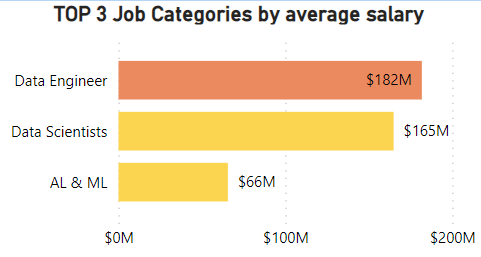 TOP 3 Job Categories by average salary
Data Engineer $182M
Data Scientists $165M
AL & ML $66M
$0M $100M $200M